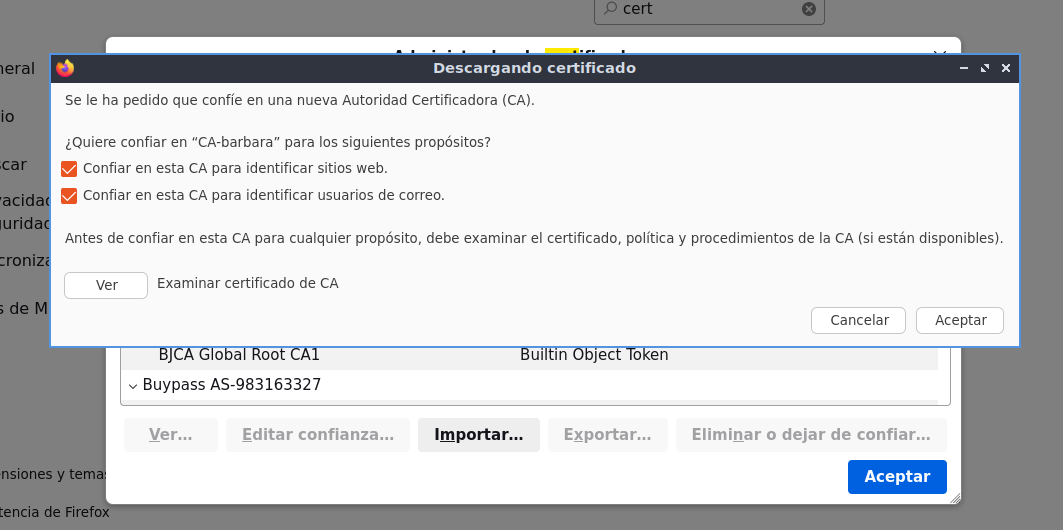 cert
Descargando certificado
neral
Se le ha pedido que confíe en una nueva Autoridad Certificadora (CA).
io
¿Quiere confiar en “CA-barbara” para los siguientes propósitos?
scar
Confiar en esta CA para identificar sitios web.
vacidad
Confiar en esta CA para identificar usuarios de correo.
guridad
Antes de confiar en esta CA para cualquier propósito, debe examinar el certificado, política y procedimientos de la CA (si están disponibles).
croniza
Ver
Examinar certificado de CA
s de M
Cancelar
Aceptar
BJCA Global Root CA1
Builtin Object Token
Buypass AS-983163327
Ver…
Editar confianza…
Importar…
Exportar…
Eliminar o dejar de confiar…
Aceptar
ensiones y temas
tencia de Firefox